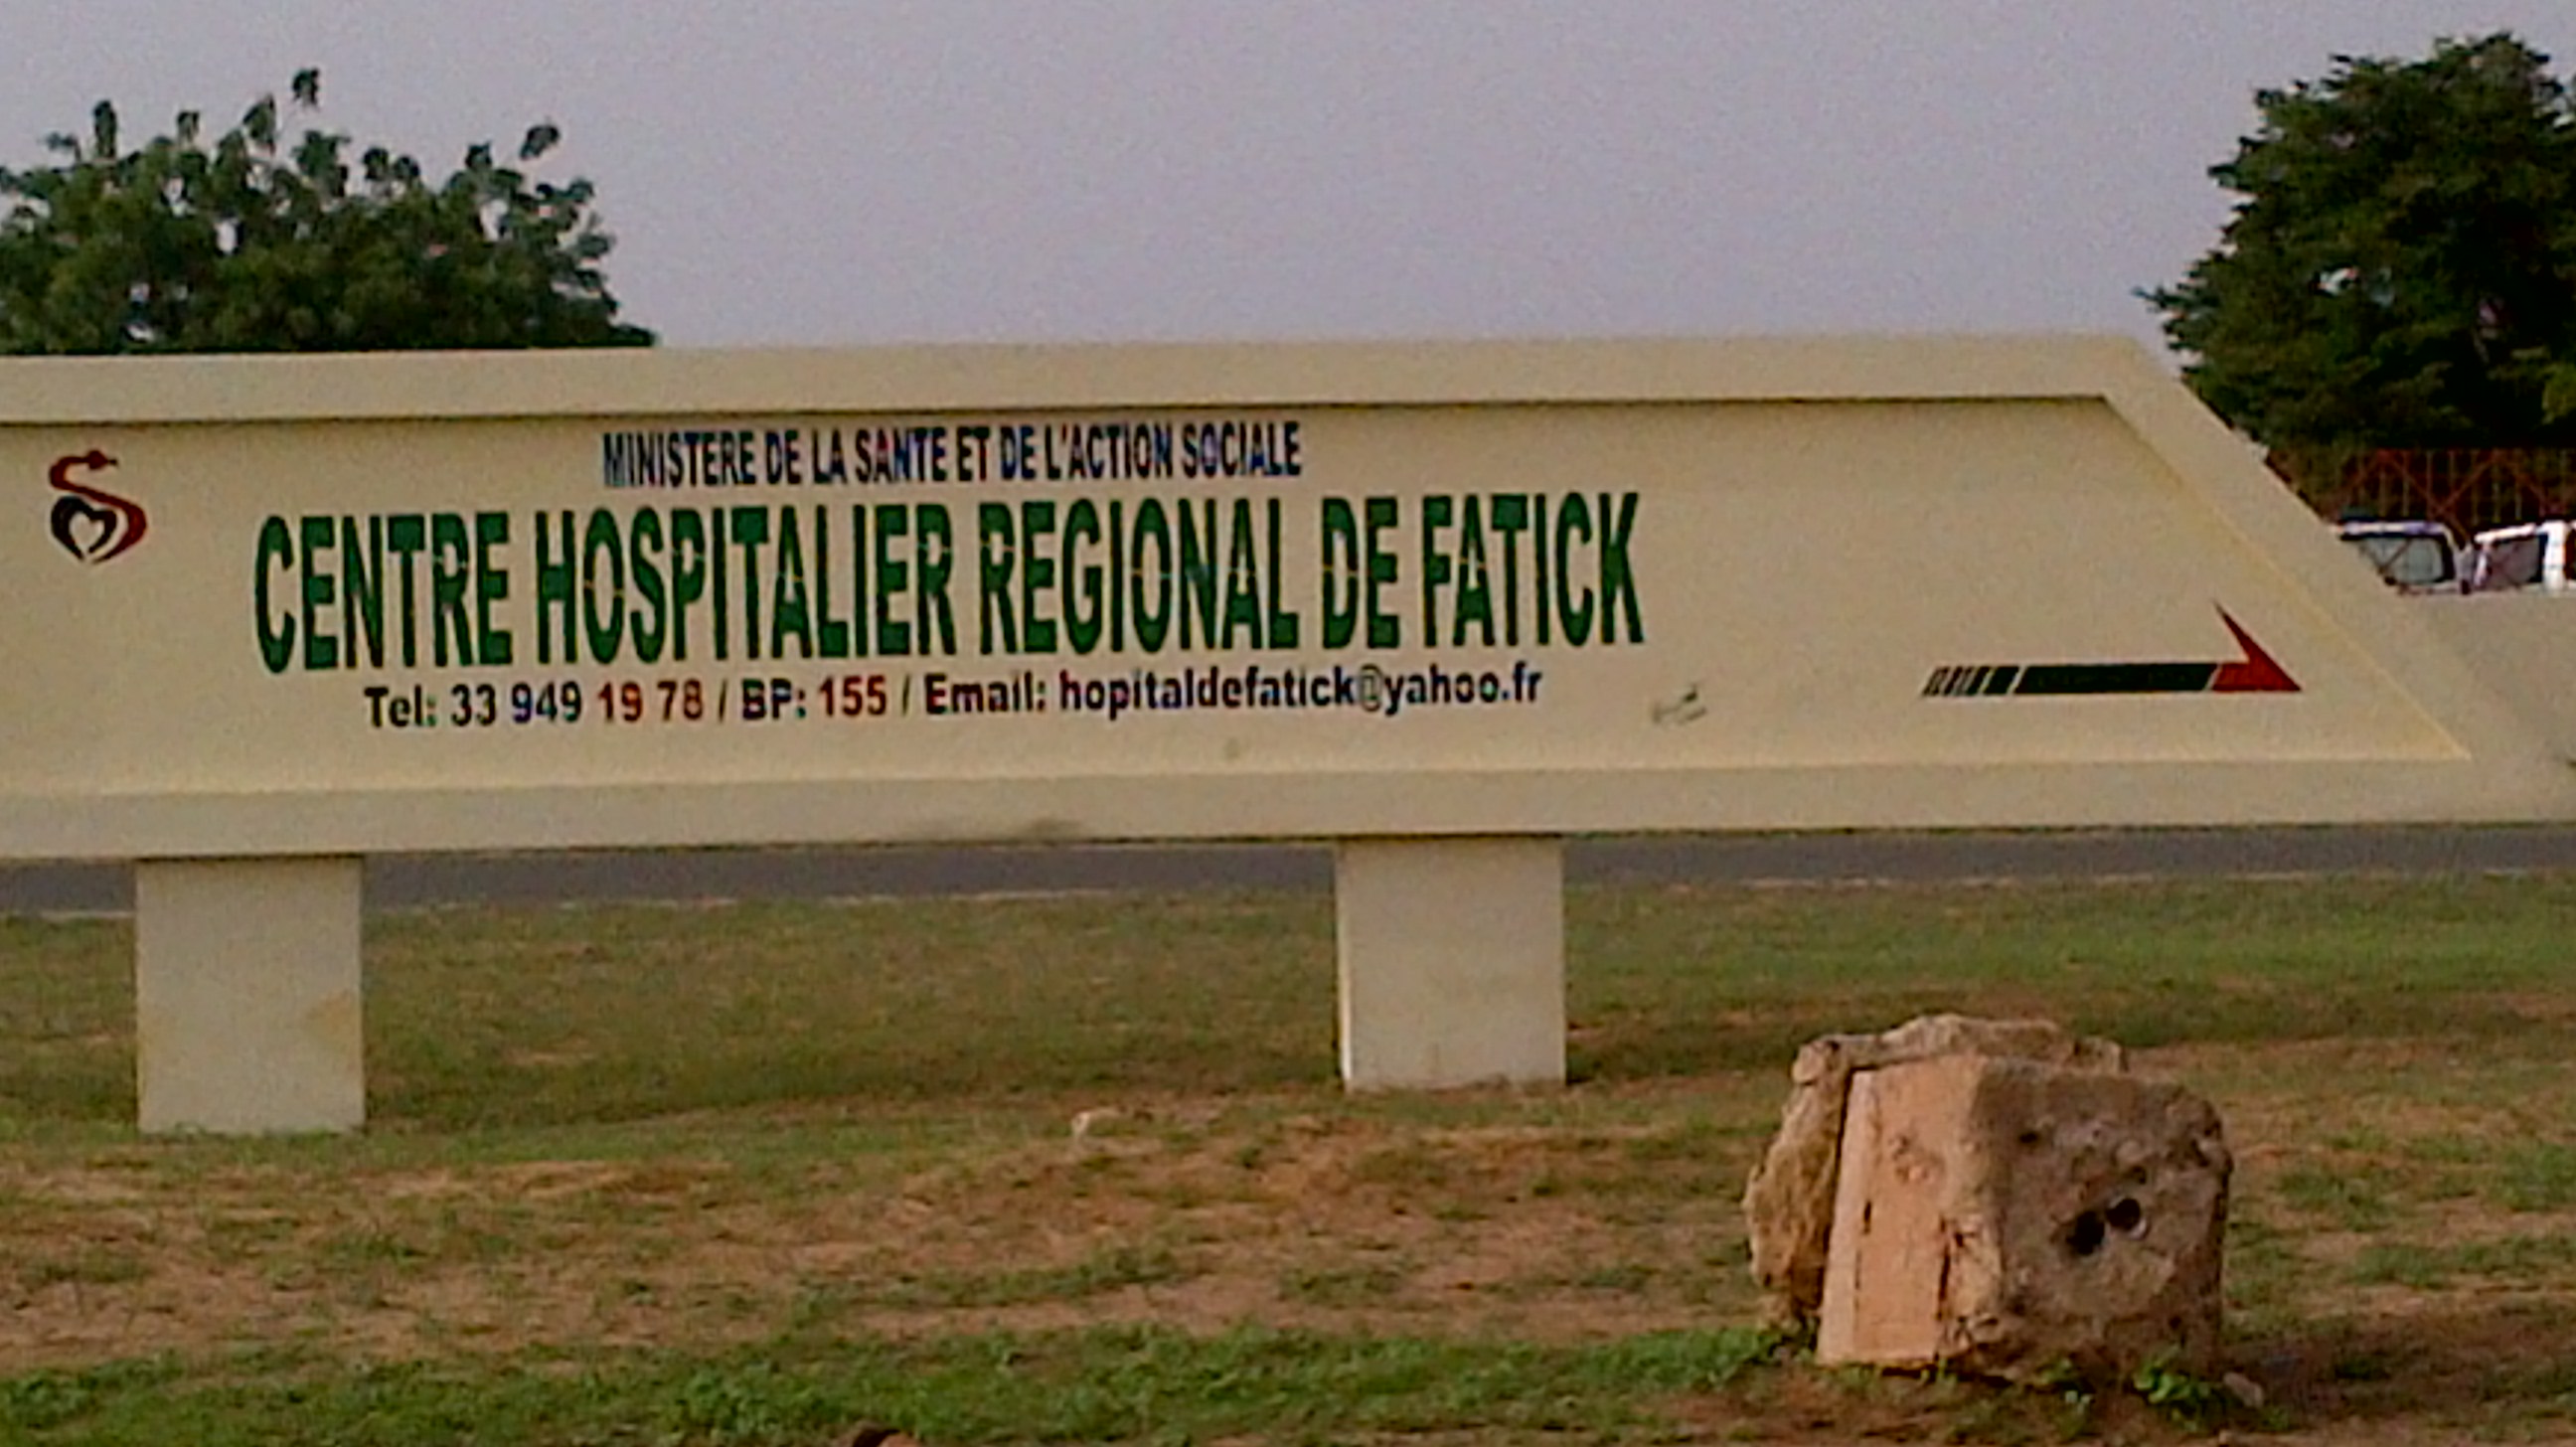 MINISTERE DE LA SANTE ET DE L'ACTION SOCIALE
CENTRE HOSPITALIER REGIONAL DE FATICK
Tel: 33 949 19 78 / BP: 155 / Email: hopitaldefatick@yahoo.fr